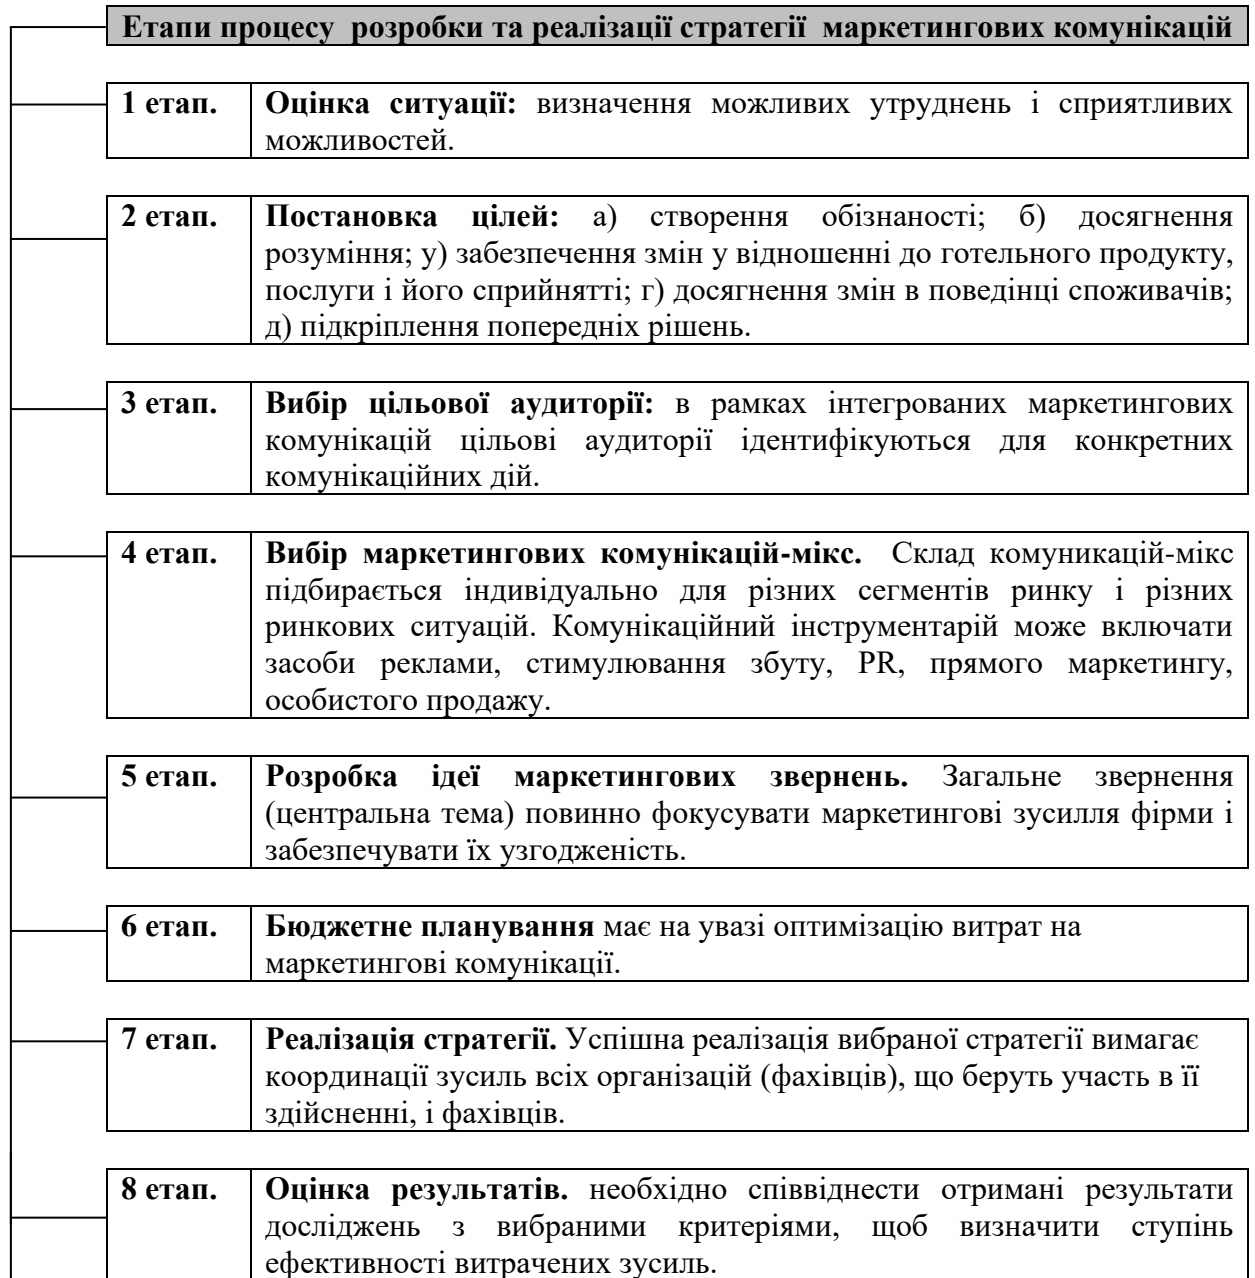 Етапи процесу розробки та реалізації стратегії маркетингових комунікацій
1 етап. Оцінка ситуації: визначення можливих утруднень і сприятливих
можливостей.
2 етап. Постановка цілей: а) створення обізнаності; б) досягнення
розуміння; у) забезпечення змін у відношенні до готельного продукту,
послуги і його сприйнятті; г) досягнення змін в поведінці споживачів;
д) підкріплення попередніх рішень.
3 етап. Вибір цільової аудиторії: в рамках інтегрованих маркетингових
комунікацій цільові аудиторії ідентифікуються для конкретних
комунікаційних дій.
4 етап. Вибір маркетингових комунікацій-мікс. Склад комуникацій-мікс
підбирається індивідуально для різних сегментів ринку і різних
ринкових ситуацій. Комунікаційний інструментарій може включати
засоби реклами, стимулювання збуту, PR, прямого маркетингу,
особистого продажу.
5 етап. Розробка ідеї маркетингових звернень. Загальне звернення
(центральна тема) повинно фокусувати маркетингові зусилля фірми і
забезпечувати їх узгодженість.
6 етап. Бюджетне планування має на увазі оптимізацію витрат на
маркетингові комунікації.
7 етап. Реалізація стратегії. Успішна реалізація вибраної стратегії вимагає
координації зусиль всіх організацій (фахівців), що беруть участь в її
здійсненні, і фахівців.
8 етап. Оцінка результатів. необхідно співвіднести отримані результати
досліджень з вибраними критеріями, щоб визначити ступінь
ефективності витрачених зусиль.